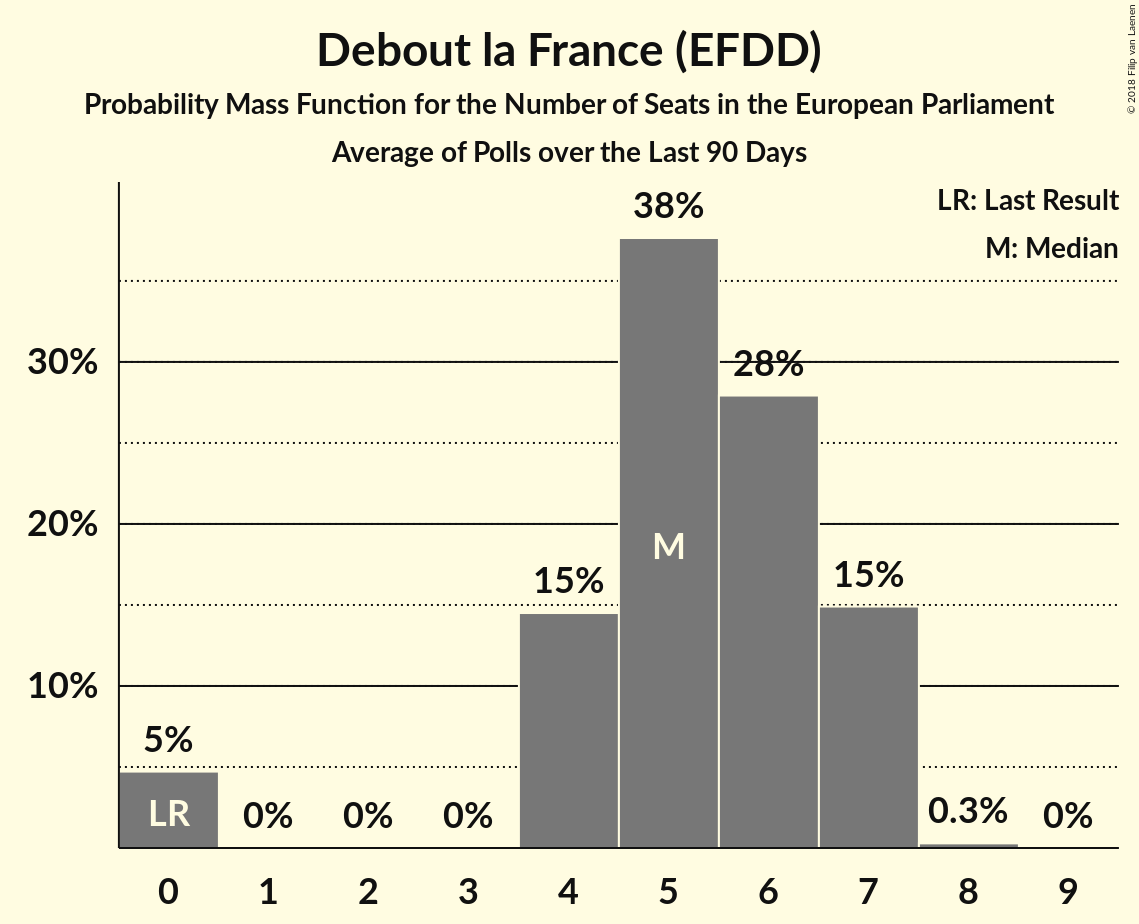 Debout la France (EFDD)
Probability Mass Function for the Number of Seats in the European Parliament
Average of Polls over the Last 90 Days
© 2018 Filip van Laenen
LR: Last Result
M: Median
30%
20%
10%
5%
0%
0%
0%
15%
38%
28%
15%
0.3%
0%
LR
M
0 1 2 3 4 5 6 7 8 9